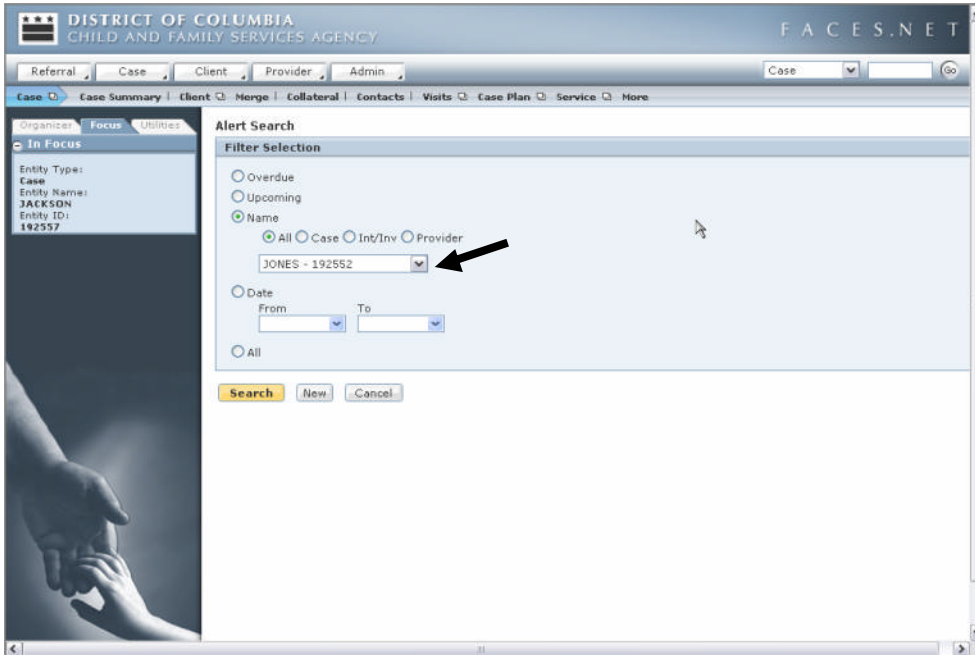 DISTRICT OF COLUMBIA
CHILD AND FAMILY SERVICES AGENCY
FACES.NET
Referral Case Client Provider Admin Case Go
Case Case Summary | Client Merge | Collateral | Contacts | Visits Case Plan Service More
Organizer Focus Utilities
In Focus
Entity Type:
Case
Entity Name:
JACKSON
Entity ID:
192557
Alert Search
Filter Selection
Overdue
Upcoming
Name
All Case Int/Inv Provider
JONES - 192552
Date
From To
All
Search New Cancel